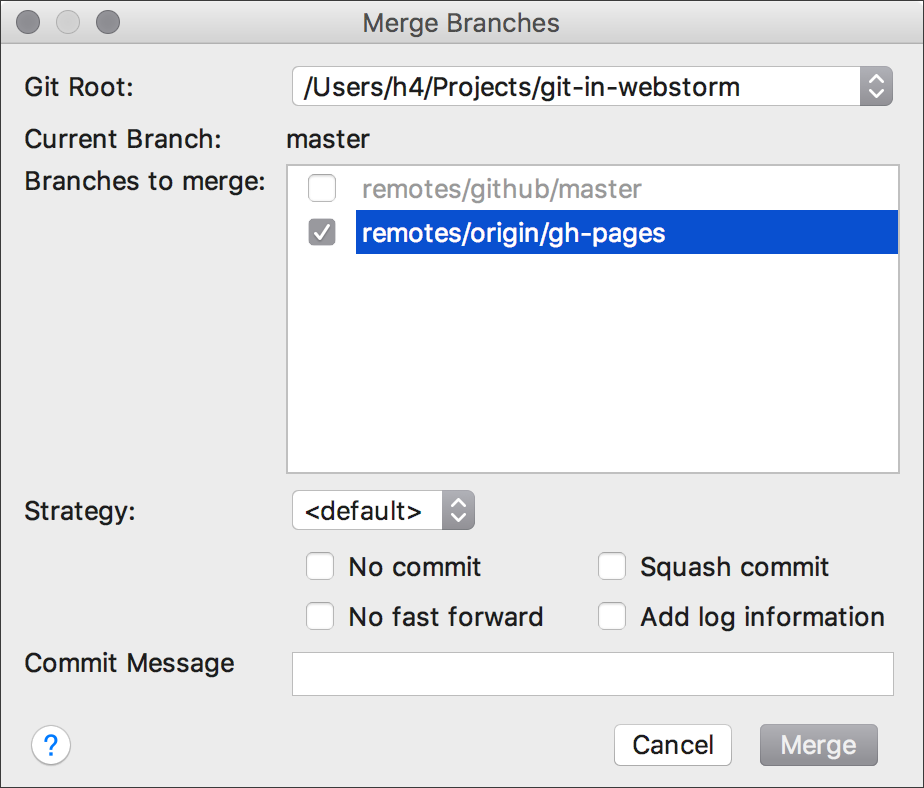 Merge Branches
Git Root: /Users/h4/Projects/git-in-webstorm
Current Branch: master
Branches to merge: remotes/github/master
remotes/origin/gh-pages
Strategy: <default>
No commit Squash commit
No fast forward Add log information
Commit Message
? Cancel Merge